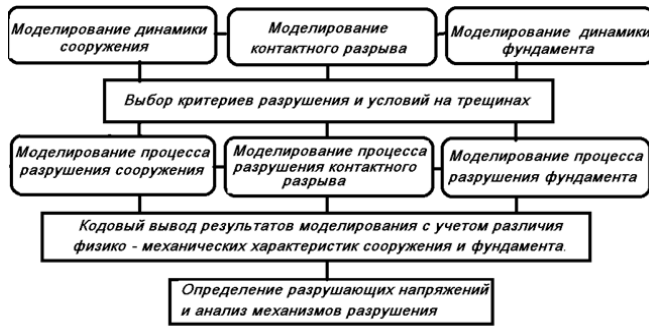 Моделирование динамики
сооружения
Моделирование
контактного разрыва
Моделирование динамики
фундамента
Выбор критериев разрушения и условий на трещинах
Моделирование процесса
разрушения сооружения
Моделирование процесса
разрушения контактного
разрыва
Моделирование процесса
разрушения фундамента
Кодовый вывод результатов моделирования с учетом различия
физико - механических характеристик сооружения и фундамента.
Определение разрушающих напряжений
и анализ механизмов разрушения